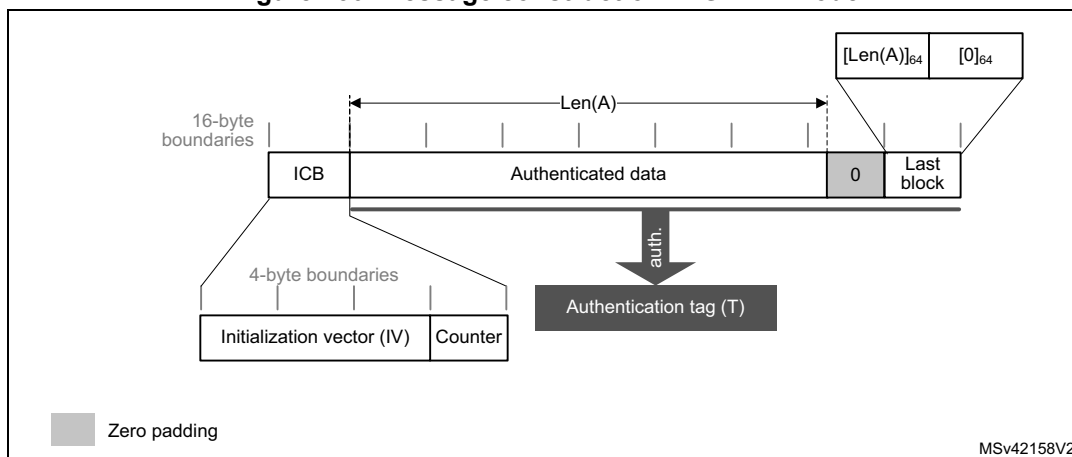 [Len(A)]64 [0]64
Len(A)
16-byte
boundaries
ICB Authenticated data 0 Last
block
auth.
4-byte boundaries
Authentication tag (T)
Initialization vector (IV) Counter
Zero padding
MSv42158V2